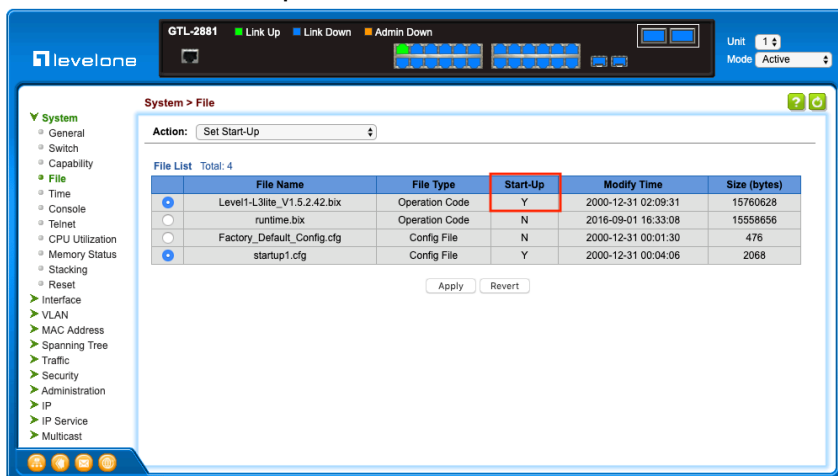 GTL-2881 Link Up Link Down Admin Down
levelone
Unit 1
Mode Active
System > File
Action: Set Start-Up
File List Total: 4
File Name File Type Start-Up Modify Time Size (bytes)
Level1-L3lite_V1.5.2.42.bix Operation Code Y 2000-12-31 02:09:31 15760628
runtime.bix Operation Code N 2016-09-01 16:33:08 15558656
Factory_Default_Config.cfg Config File N 2000-12-31 00:01:30 476
startup1.cfg Config File Y 2000-12-31 00:04:06 2068
Apply Revert
System
General
Switch
Capability
File
Time
Console
Telnet
CPU Utilization
Memory Status
Stacking
Reset
Interface
VLAN
MAC Address
Spanning Tree
Traffic
Security
Administration
IP
IP Service
Multicast